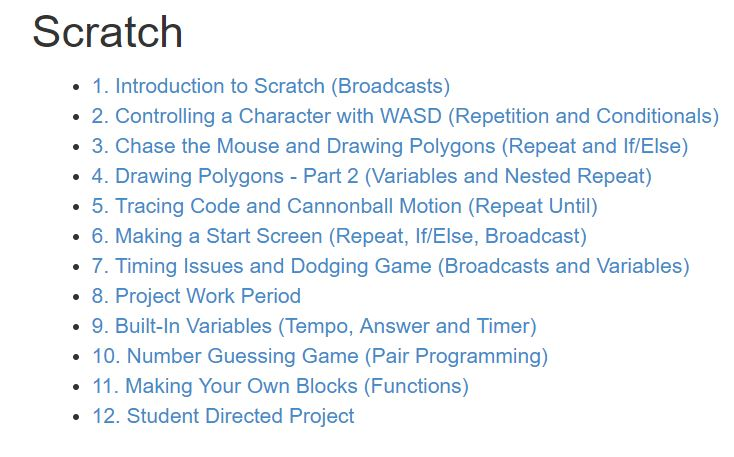 Scratch
1. Introduction to Scratch (Broadcasts)
2. Controlling a Character with WASD (Repetition and Conditionals)
3. Chase the Mouse and Drawing Polygons (Repeat and If/Else)
4. Drawing Polygons - Part 2 (Variables and Nested Repeat)
5. Tracing Code and Cannonball Motion (Repeat Until)
6. Making a Start Screen (Repeat, If/Else, Broadcast)
7. Timing Issues and Dodging Game (Broadcasts and Variables)
8. Project Work Period
9. Built-In Variables (Tempo, Answer and Timer)
10. Number Guessing Game (Pair Programming)
11. Making Your Own Blocks (Functions)
12. Student Directed Project